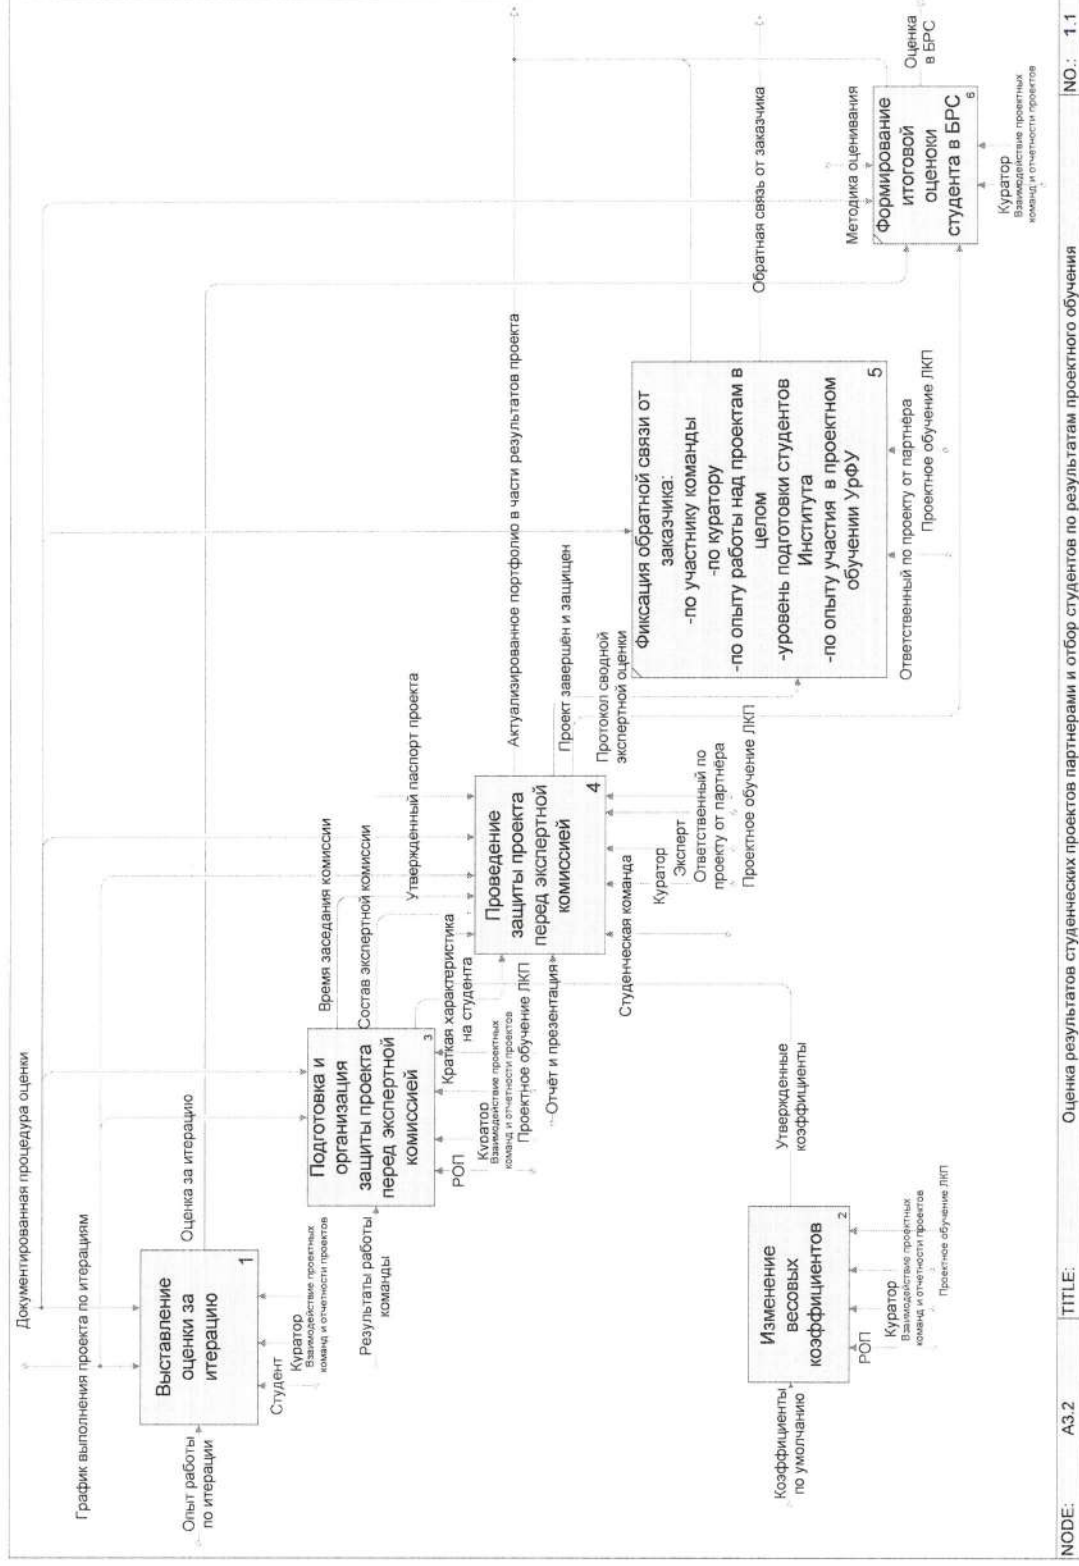 Документированная процедура оценки
График выполнения проекта по итерациям
Опыт работы
по итерации
Выставление
оценки за
итерацию
1
Оценка за итерацию
Студент
Куратор
Взаимодействие проектных
команд и отчетности проектов
Результаты работы
команды
Подготовка и
организация
защиты проекта
перед экспертной
комиссией
3
Время заседания комиссии
Состав экспертной комиссии
Утвержденный паспорт проекта
Краткая характеристика
на студента
РОП
Куратор
Взаимодействие проектных
команд и отчетности проектов
Проектное обучение ЛКП
Отчёт и презентация
Проведение
защиты проекта
перед экспертной
комиссией
4
Актуализированное портфолио в части результатов проекта
Проект завершён и защищен
Протокол сводной
экспертной оценки
Студенческая команда
Куратор
Эксперт
Ответственный по
проекту от партнёра
Проектное обучение ЛКП
Коэффициенты
по умолчанию
Изменение
весовых
коэффициентов
2
Утвержденные
коэффициенты
РОП
Куратор
Взаимодействие проектных
команд и отчетности проектов
Проектное обучение ЛКП
Фиксация обратной связи от
заказчика:
-по участнику команды
-по куратору
-по опыту работы над проектам в
целом
-уровень подготовки студентов
Института
-по опыту участия в проектном
обучении УрФУ
5
Ответственный по проекту от партнёра
Проектное обучение ЛКП
Обратная связь от заказчика
Методика оценивания
Формирование
итоговой
оценоки
студента в БРС
6
Оценка
в БРС
Куратор
Взаимодействие проектных
команд и отчетности проектов
NODE: A3.2
TITLE: Оценка результатов студенческих проектов партнерами и отбор студентов по результатам проектного обучения
NO.: 1.1